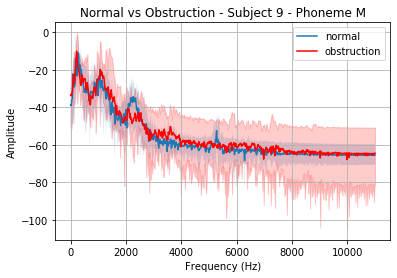 Normal vs Obstruction - Subject 9 - Phoneme M
normal
obstruction
Amplitude
0
−20
−40
−60
−80
−100
0
2000
4000
6000
8000
10000
Frequency (Hz)